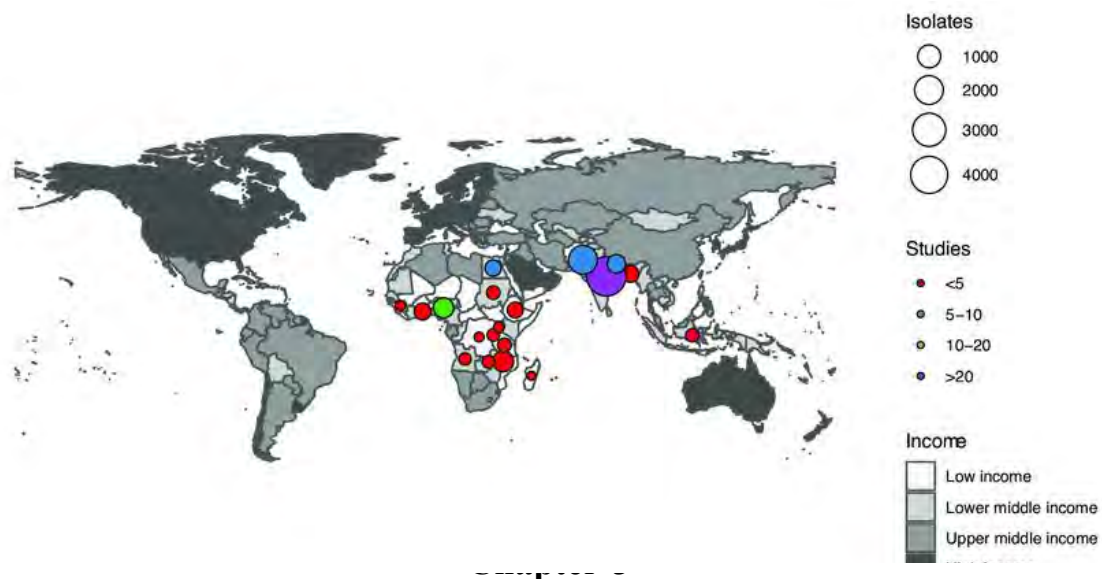 Isolates
1000
2000
3000
4000
Studies
<5
5-10
10-20
>20
Income
Low income
Lower middle income
Upper middle income